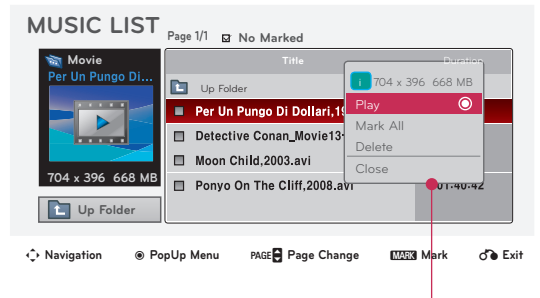 MUSIC LIST
Page 1/1 No Marked
Movie
Per Un Pungo Di...
704 x 396 668 MB
Up Folder
Title Duration
Up Folder
Per Un Pungo Di Dollari,19
Detective Conan_Movie13
Moon Child,2003.avi
Ponyo On The Cliff,2008.avi 01:40:42
i 704 x 396 668 MB
Play
Mark All
Delete
Close
Navigation PopUp Menu PAGE Page Change MARK Mark Exit